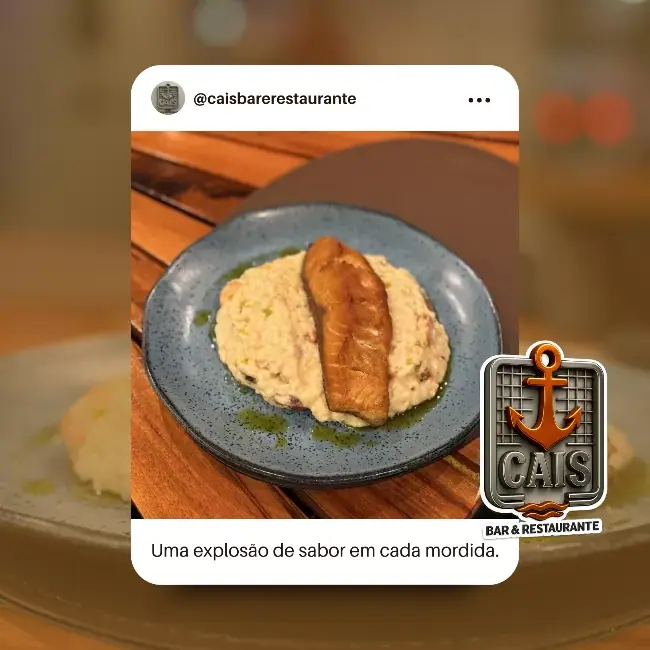 @caisbarerestaurante
CAIS
BAR & RESTAURANTE
Uma explosão de sabor em cada mordida.